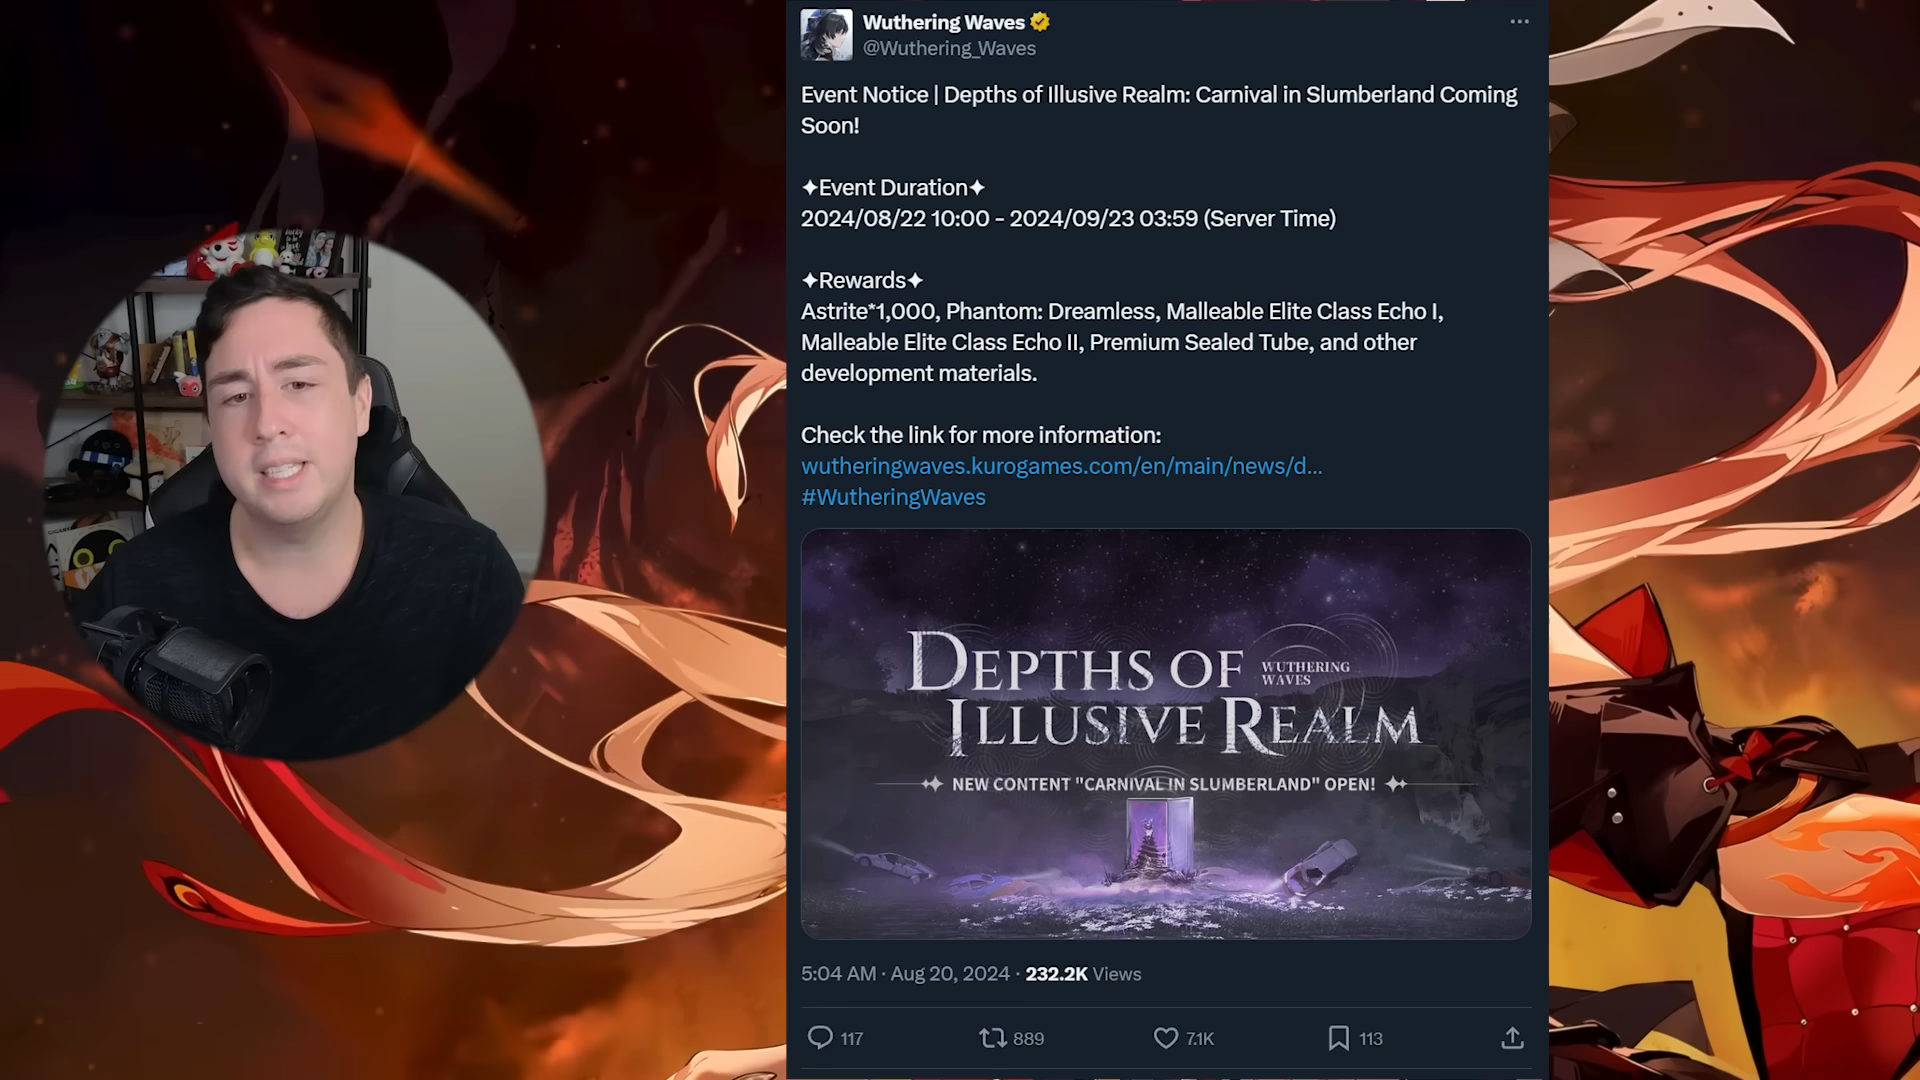 Wuthering Waves
@Wuthering_Waves
Event Notice | Depths of Illusive Realm: Carnival in Slumberland Coming
Soon!
✦Event Duration✦
2024/08/22 10:00 - 2024/09/23 03:59 (Server Time)
✦Rewards✦
Astrite*1,000, Phantom: Dreamless, Malleable Elite Class Echo I,
Malleable Elite Class Echo II, Premium Sealed Tube, and other
development materials.
Check the link for more information:
wutheringwaves.kurogames.com/en/main/news/d...
#WutheringWaves
DEPTHS OF
WUTHERING
WAVES
ILLUSIVE REALM
NEW CONTENT "CARNIVAL IN SLUMBERLAND" OPEN!
5:04 AM · Aug 20, 2024 · 232.2K Views
117 889 7.1K 113